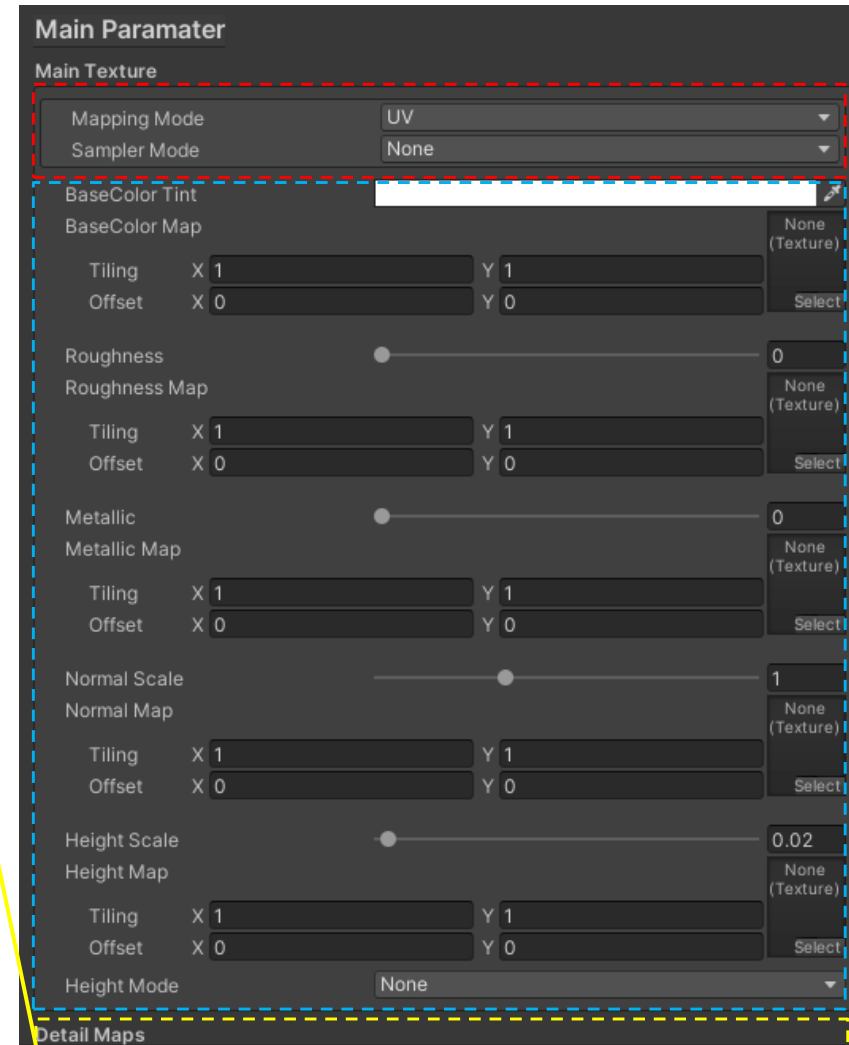 Main Paramater
Main Texture
Mapping Mode UV
Sampler Mode None
BaseColor Tint
BaseColor Map None
(Texture)
Tiling X 1 Y 1
Offset X 0 Y 0 Select
Roughness 0
Roughness Map None
(Texture)
Tiling X 1 Y 1
Offset X 0 Y 0 Select
Metallic 0
Metallic Map None
(Texture)
Tiling X 1 Y 1
Offset X 0 Y 0 Select
Normal Scale 1
Normal Map None
(Texture)
Tiling X 1 Y 1
Offset X 0 Y 0 Select
Height Scale 0.02
Height Map None
(Texture)
Tiling X 1 Y 1
Offset X 0 Y 0 Select
Height Mode None
Detail Maps